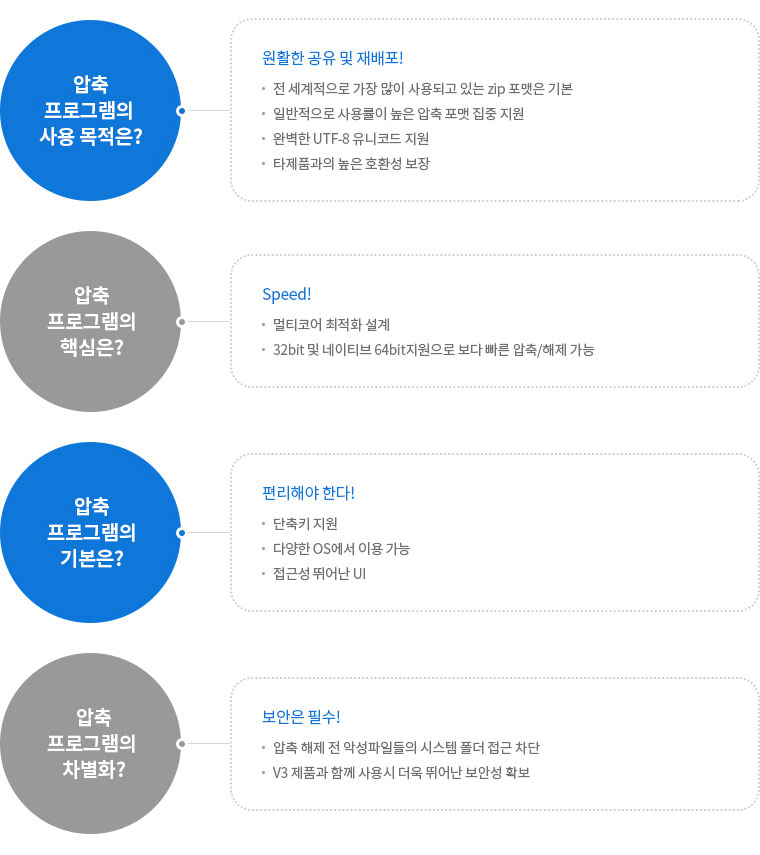 압축
프로그램의
사용 목적은?
원활한 공유 및 재배포!
· 전 세계적으로 가장 많이 사용되고 있는 zip 포맷은 기본
· 일반적으로 사용률이 높은 압축 포맷 집중 지원
· 완벽한 UTF-8 유니코드 지원
· 타제품과의 높은 호환성 보장
압축
프로그램의
핵심은?
Speed!
· 멀티코어 최적화 설계
· 32bit 및 네이티브 64bit지원으로 보다 빠른 압축/해제 가능
압축
프로그램의
기본은?
편리해야 한다!
· 단축키 지원
· 다양한 OS에서 이용 가능
· 접근성 뛰어난 UI
압축
프로그램의
차별화?
보안은 필수!
· 압축 해제 전 악성파일들의 시스템 폴더 접근 차단
· V3 제품과 함께 사용시 더욱 뛰어난 보안성 확보